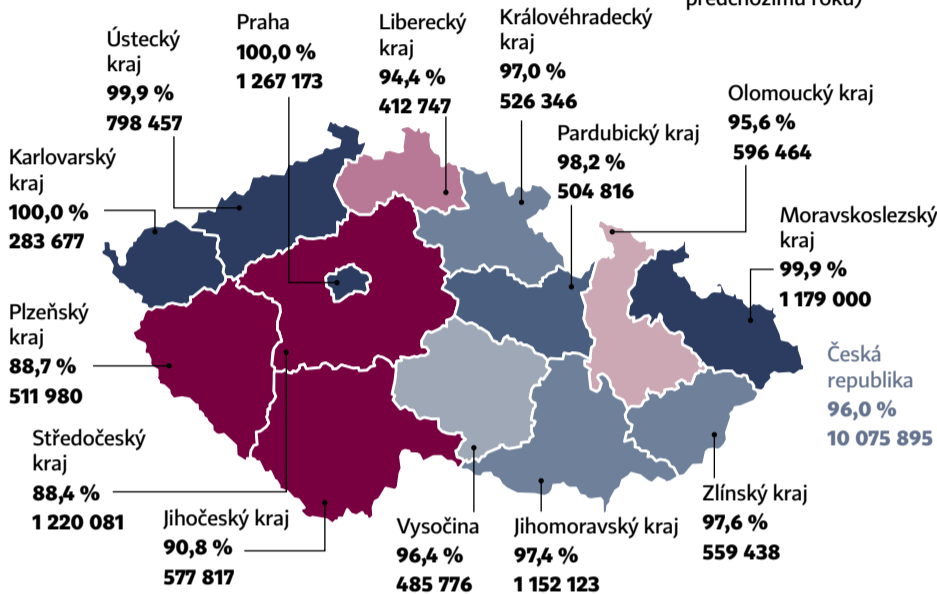 předchozímu roku)
Ústecký
kraj
99,9 %
798 457
Praha
100,0 %
1 267 173
Liberecký
kraj
94,4 %
412 747
Královéhradecký
kraj
97,0 %
526 346
Pardubický kraj
98,2 %
504 816
Olomoucký kraj
95,6 %
596 464
Karlovarský
kraj
100,0 %
283 677
Moravskoslezský
kraj
99,9 %
1 179 000
Plzeňský
kraj
88,7 %
511 980
Česká
republika
96,0 %
10 075 895
Středočeský
kraj
88,4 %
1 220 081
Jihočeský kraj
90,8 %
577 817
Vysočina
96,4 %
485 776
Jihomoravský kraj
97,4 %
1 152 123
Zlínský kraj
97,6 %
559 438